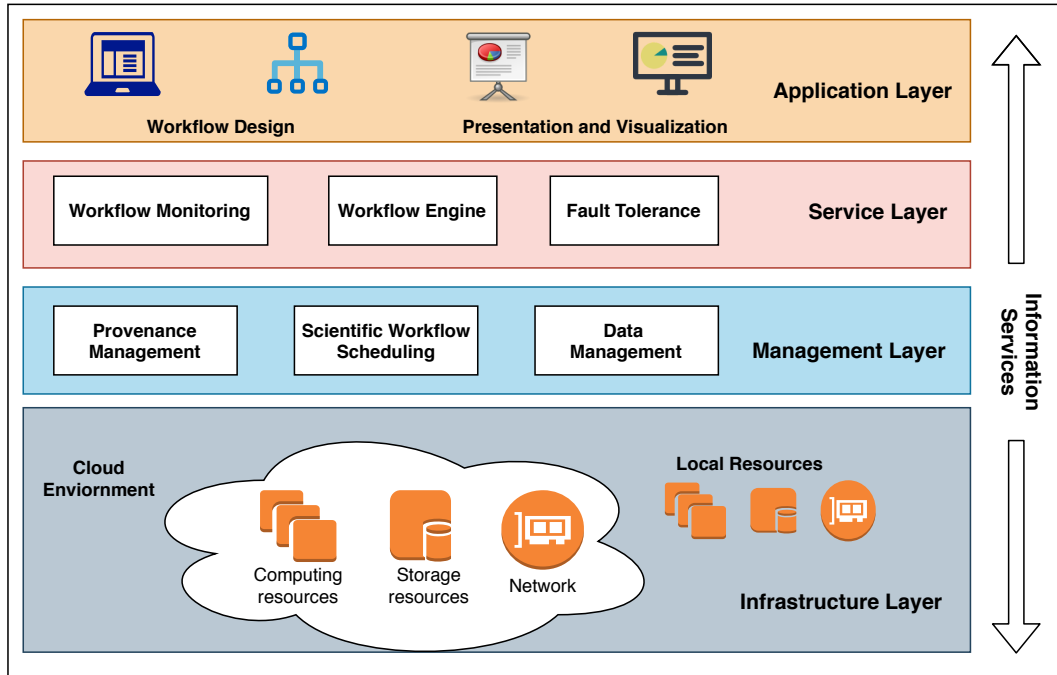 Workflow Design
Presentation and Visualization
Application Layer
Workflow Monitoring
Workflow Engine
Fault Tolerance
Service Layer
Provenance
Management
Scientific Workflow
Scheduling
Data
Management
Management Layer
Information
Services
Cloud
Enviornment
Computing
resources
Storage
resources
Network
Local Resources
Infrastructure Layer